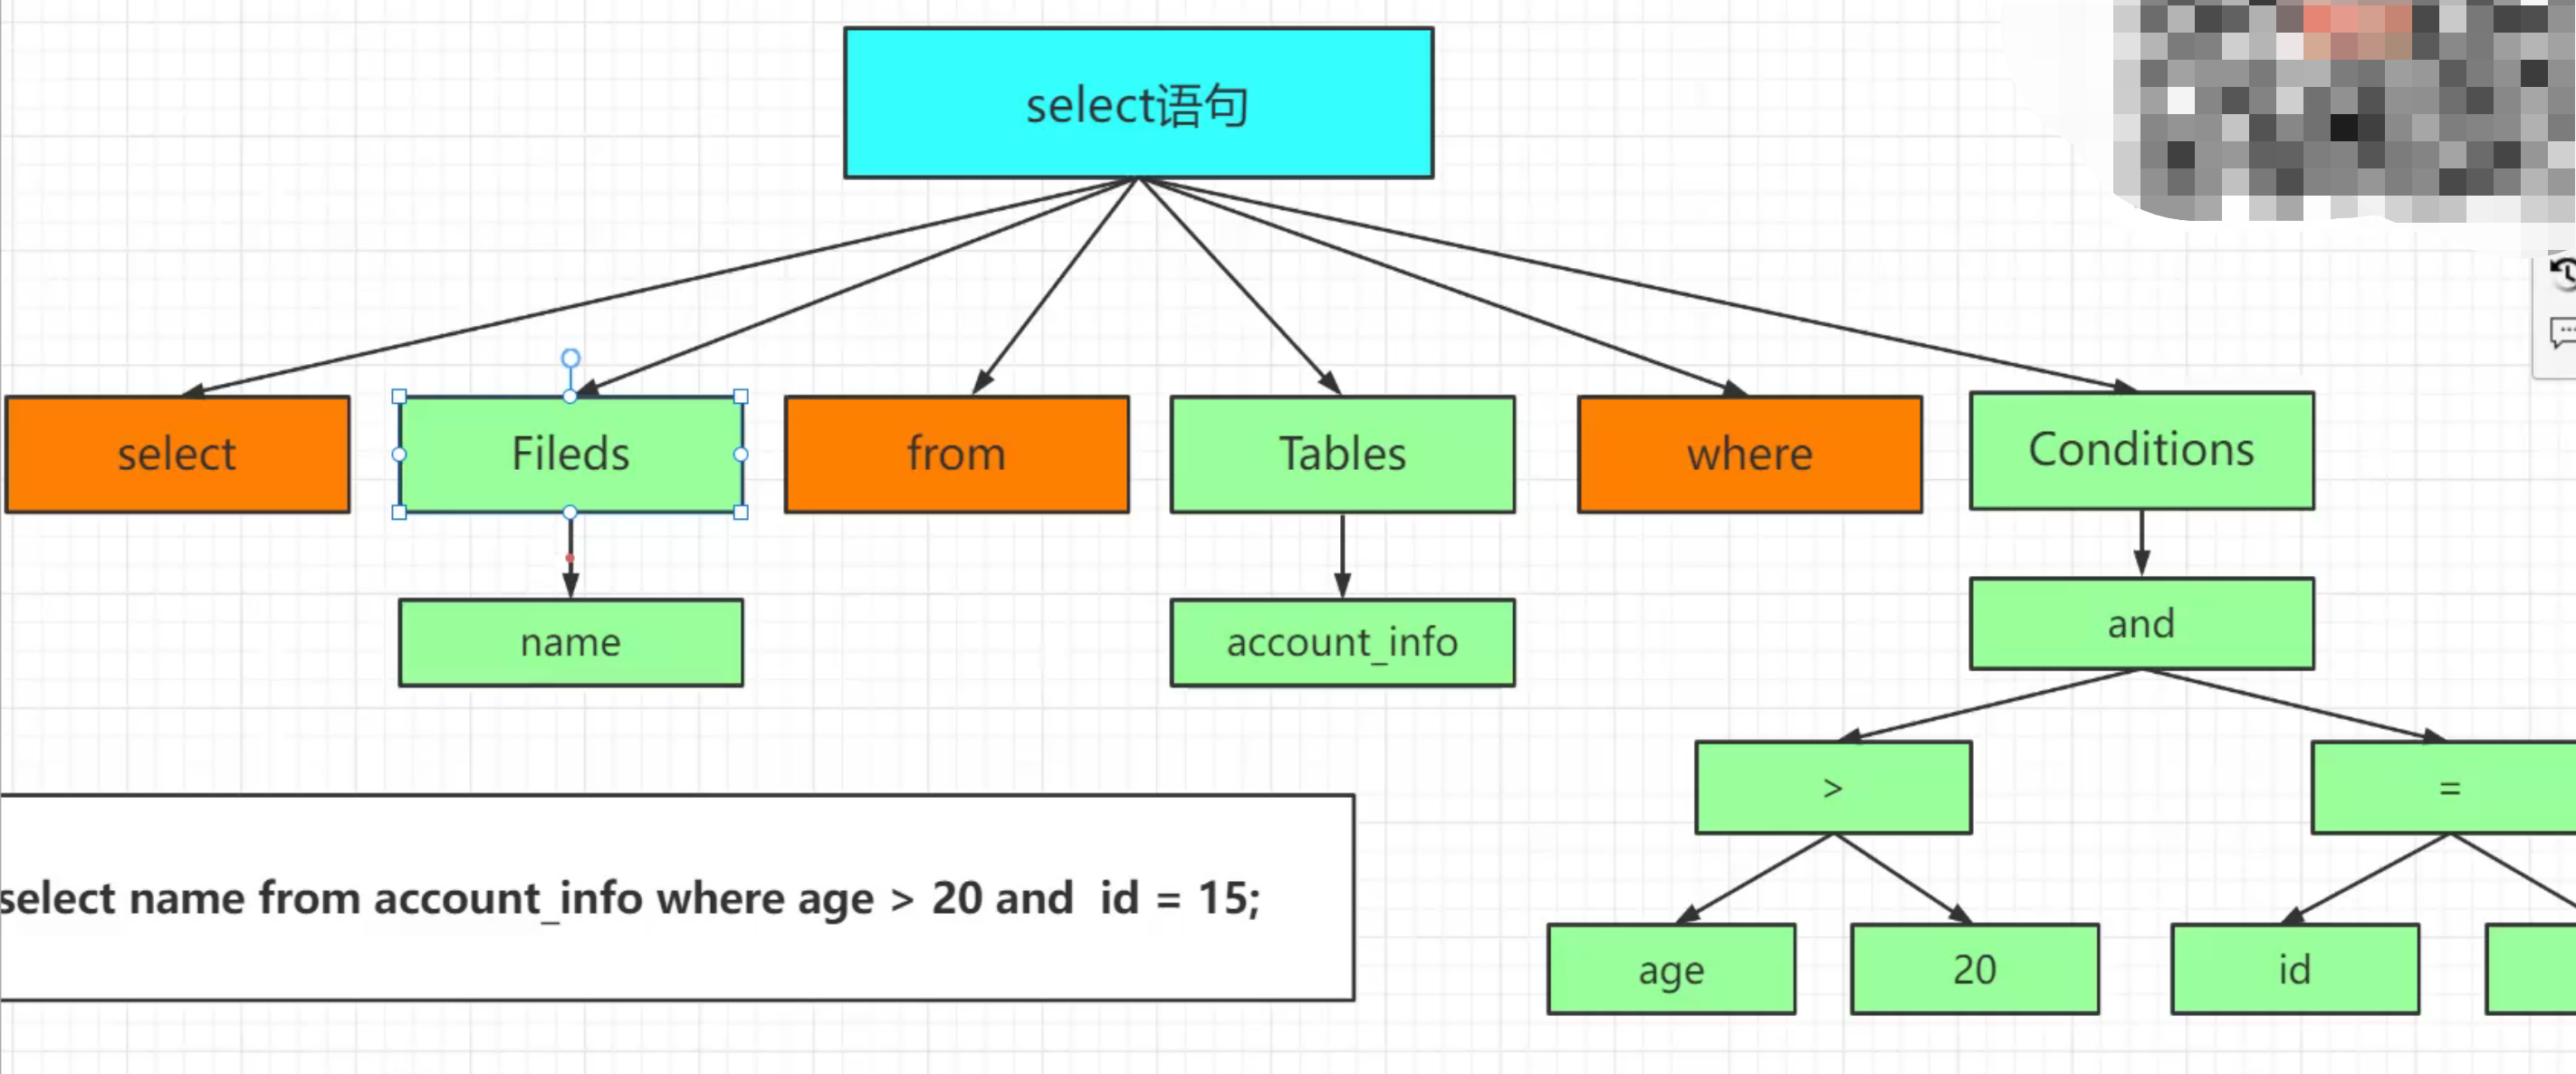 select语句
select
Fileds
from
Tables
where
Conditions
name
account_info
and
>
=
select name from account_info where age > 20 and  id = 15;
age
20
id